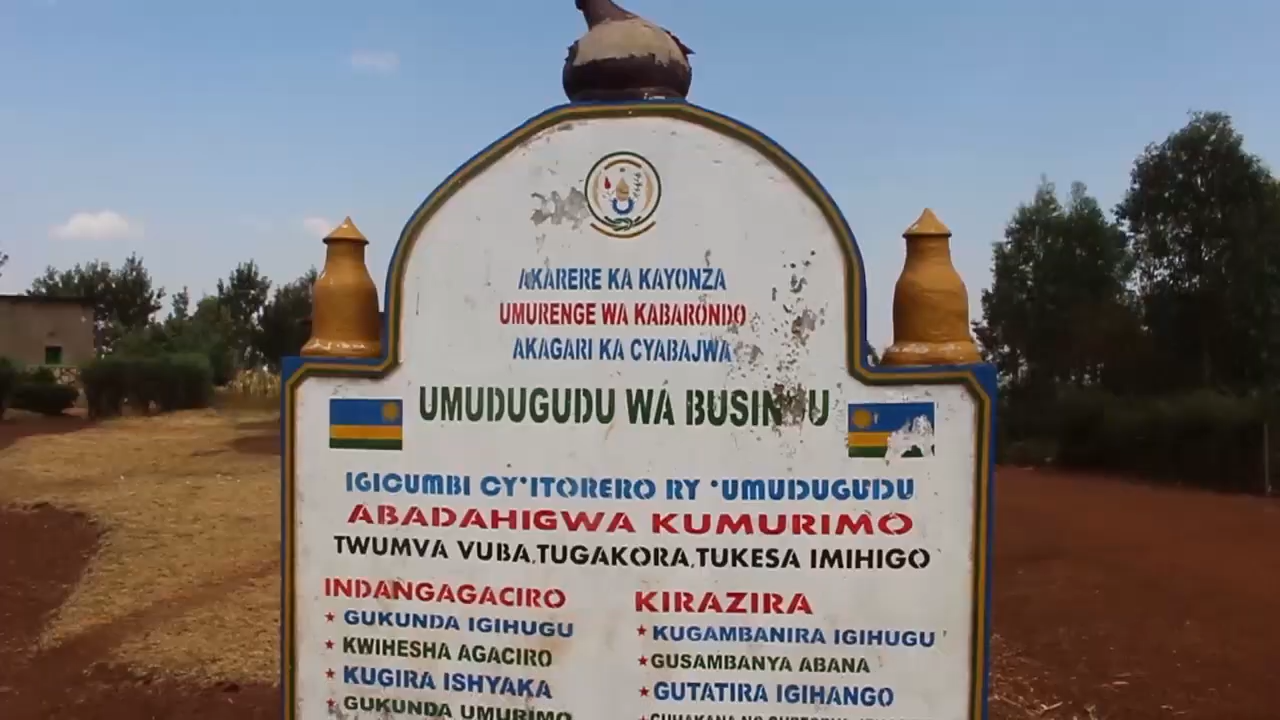 AKARERE KA KAYONZA
UMURENGE WA KABARONDO
AKAGARI KA CYABAJWA
UMUDUGUDU WA
IGICUMBI CY'ITORERO RY 'UMUDUGUDU
ABADAHIGWA KUMURIMO
TWUMVA VUBA,TUGAKORA,TUKESA IMIHIGO
INDANGAGACIRO
GUKUNDA IGIHUGU
KWIHESHA AGACIRO
KUGIRA ISHYAKA
GUKUNDA UMURIMO
KIRAZIRA
KUGAMBANIRA IGIHUGU
GUSAMBANYA ABANA
GUTATIRA IGIHANGO